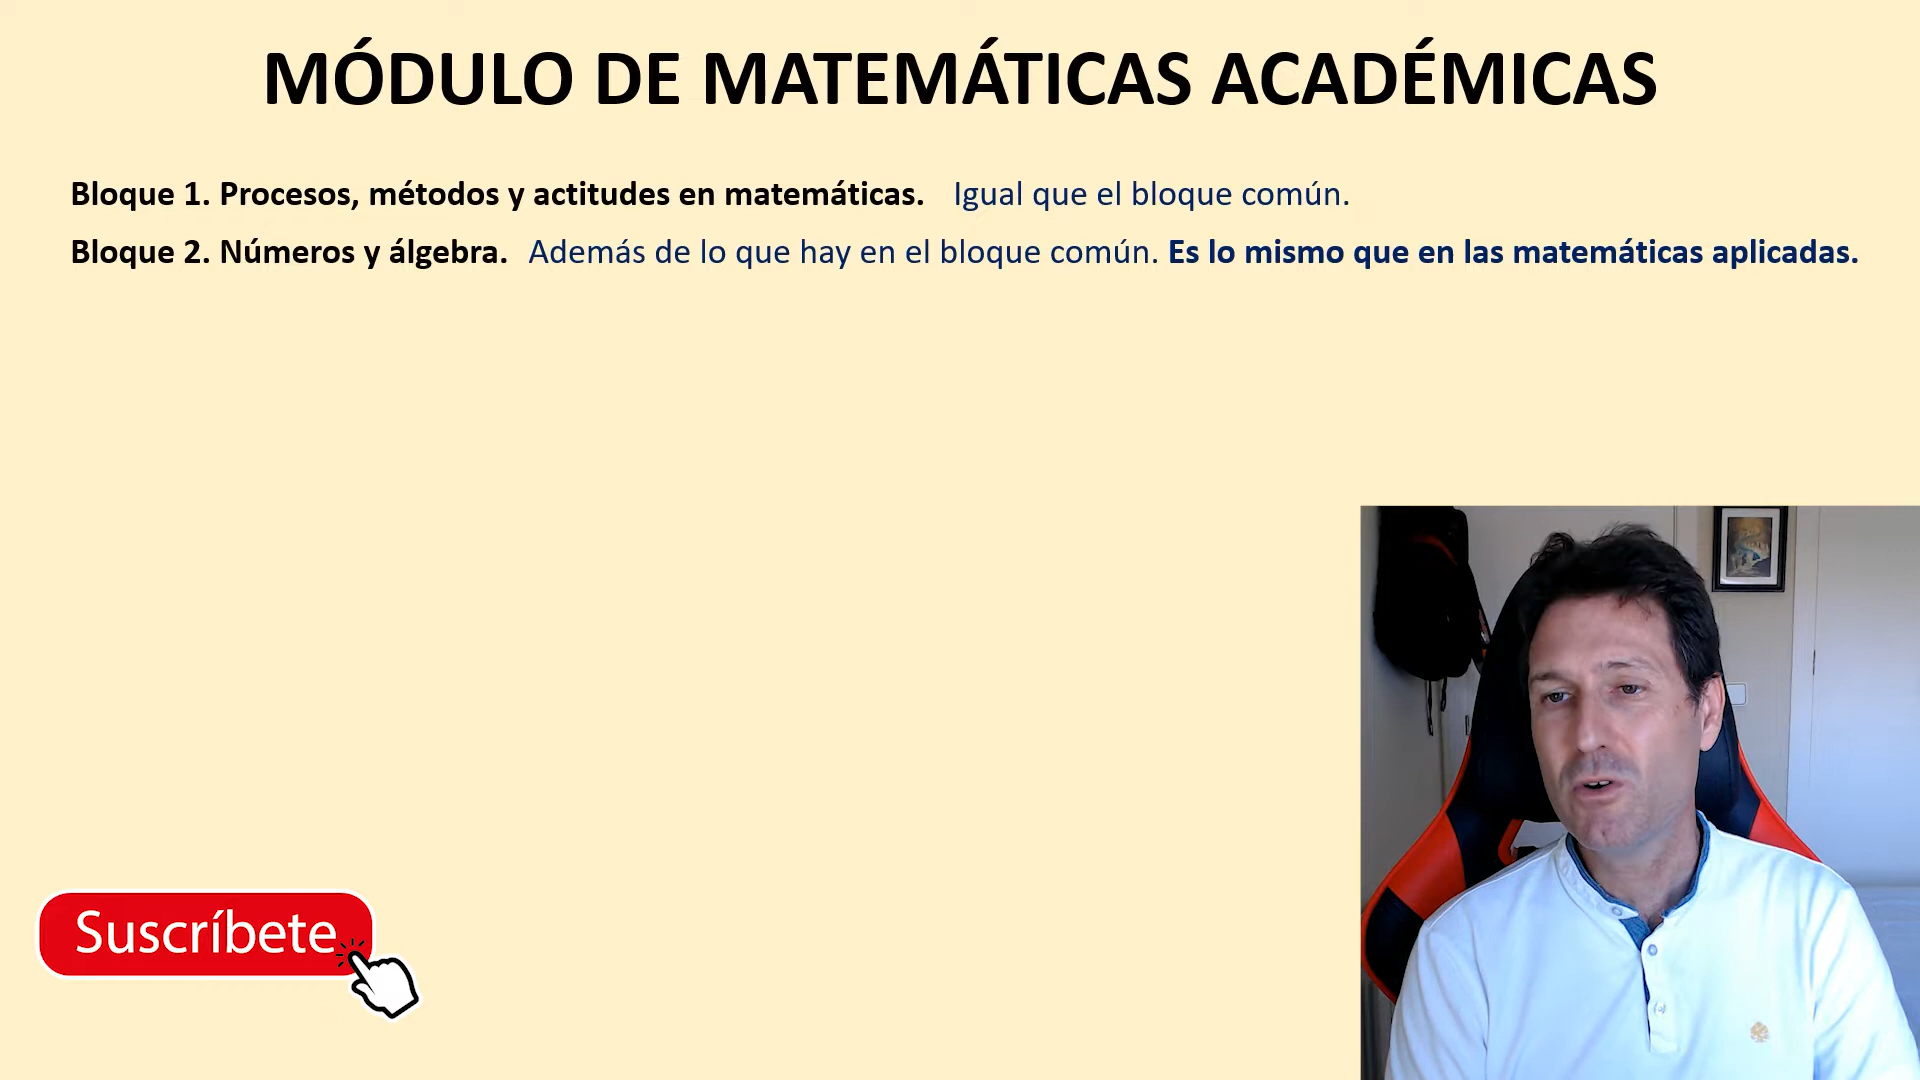 MÓDULO DE MATEMÁTICAS ACADÉMICAS
Bloque 1. Procesos, métodos y actitudes en matemáticas. Igual que el bloque común.
Bloque 2. Números y álgebra. Además de lo que hay en el bloque común. Es lo mismo que en las matemáticas aplicadas.
Suscríbete